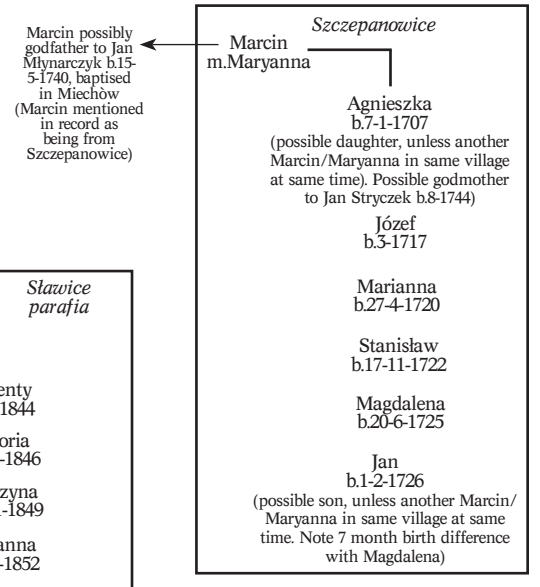 Marcin possibly
godfather to Jan
Młynarczyk b.15-
5-1740, baptised
in Miechòw
(Marcin mentioned
in record as
being from
Szczepanowice)
Szczepanowice
Marcin
m.Maryanna
Agnieszka
b.7-1-1707
(possible daughter, unless another
Marcin/Maryanna in same village
at same time). Possible godmother
to Jan Stryczek b.8-1744)
Józef
b.3-1717
Marianna
b.27-4-1720
Stanisław
b.17-11-1722
Magdalena
b.20-6-1725
Jan
b.1-2-1726
(possible son, unless another Marcin/
Maryanna in same village at same
time. Note 7 month birth difference
with Magdalena)
Sławice
parafia
enty
1844
oria
-1846
zyna
-1849
anna
-1852